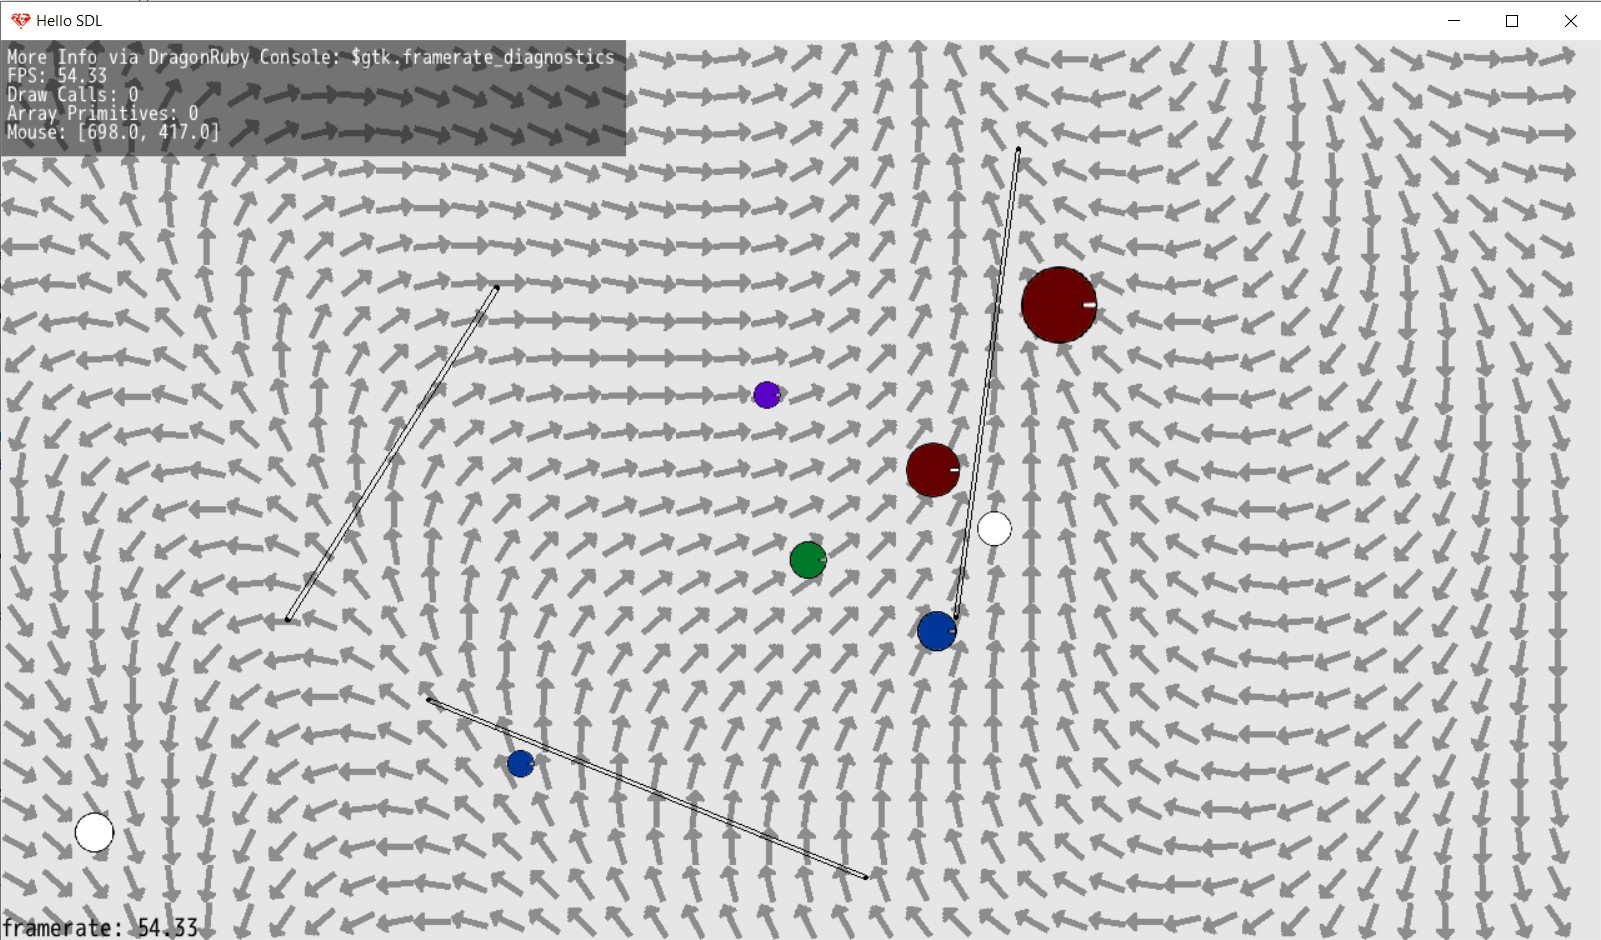 Hello SDL
More Info via DragonRuby Console: $gtk.framerate_diagnostics
FPS: 54.33
Draw Calls: 0
Array Primitives: 0
Mouse: [698.0, 417.0]
framerate: 54.33